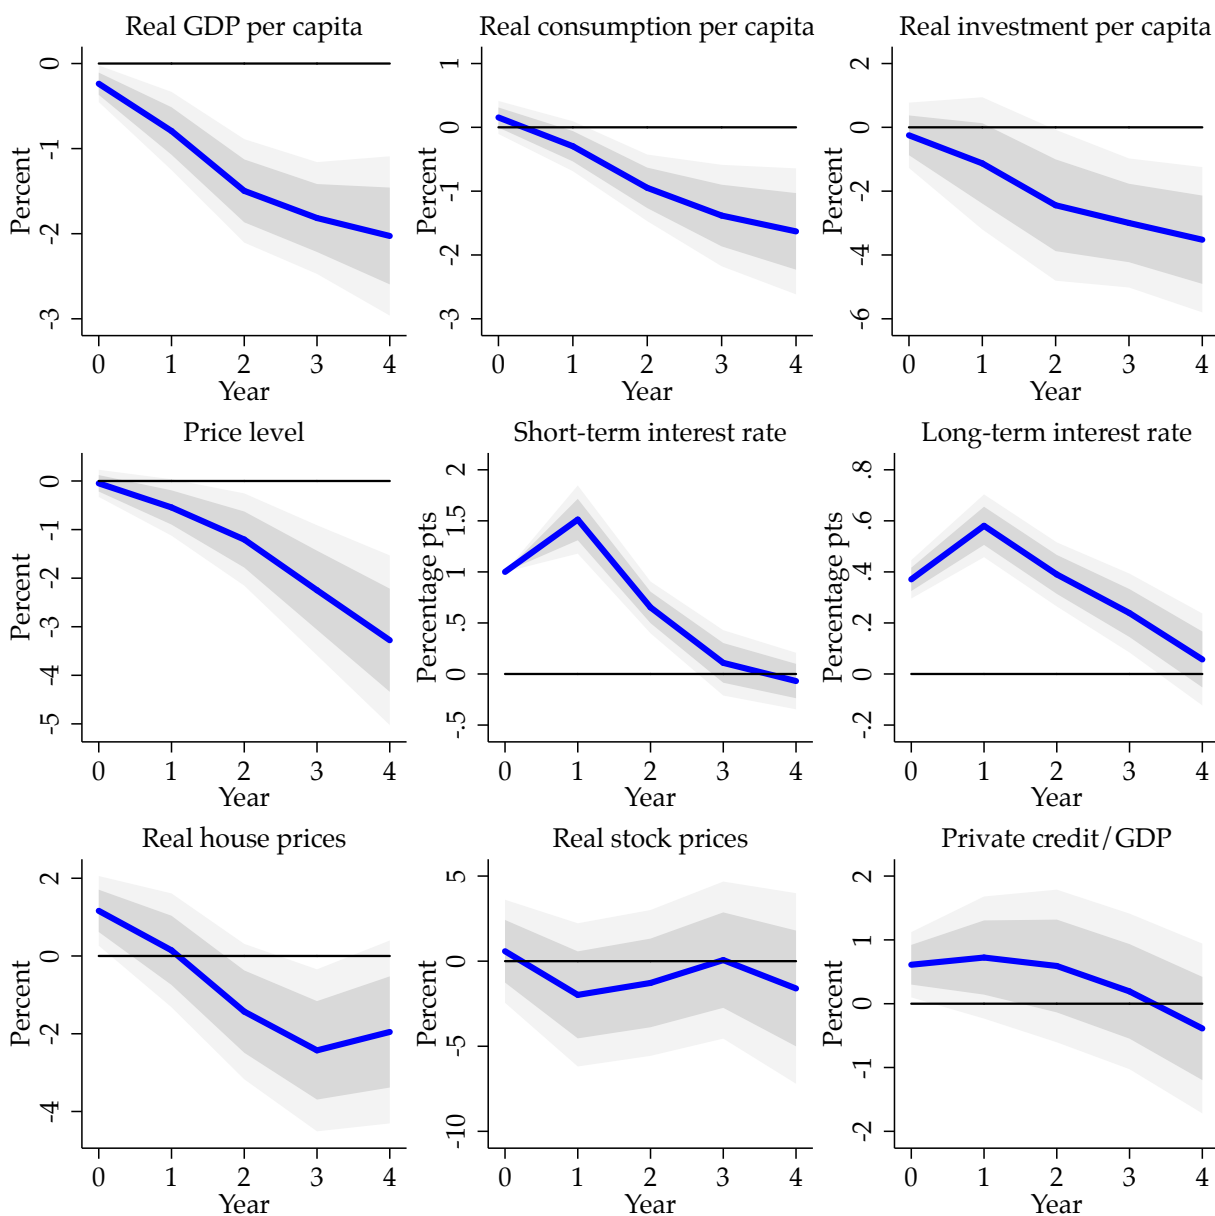 Real GDP per capita
Percent
0
-1
-2
-3
0 1 2 3 4
Year
Real consumption per capita
Percent
1
0
-1
-2
-3
0 1 2 3 4
Year
Real investment per capita
Percent
2
0
-2
-4
-6
0 1 2 3 4
Year
Price level
Percent
0
-1
-2
-3
-4
-5
0 1 2 3 4
Year
Short-term interest rate
Percentage pts
2
1.5
1
.5
0
-.5
0 1 2 3 4
Year
Long-term interest rate
Percentage pts
.8
.6
.4
.2
0
-.2
0 1 2 3 4
Year
Real house prices
Percent
2
0
-2
-4
0 1 2 3 4
Year
Real stock prices
Percent
5
0
-5
-10
0 1 2 3 4
Year
Private credit/GDP
Percent
2
1
0
-1
-2
0 1 2 3 4
Year